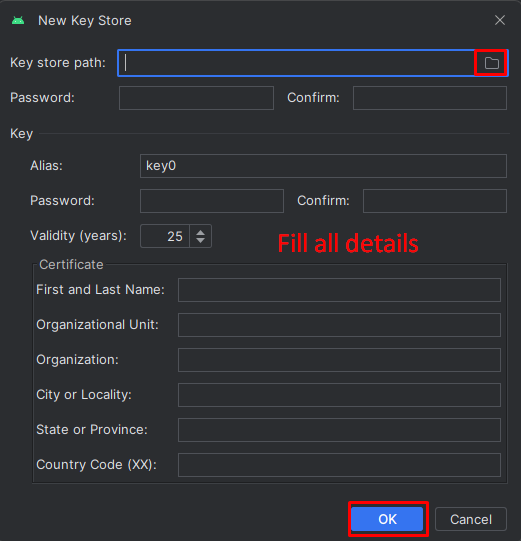 New Key Store
Key store path:
Password: Confirm:
Key
Alias: key0
Password: Confirm:
Validity (years): 25
Fill all details
Certificate
First and Last Name:
Organizational Unit:
Organization:
City or Locality:
State or Province:
Country Code (XX):
OK Cancel